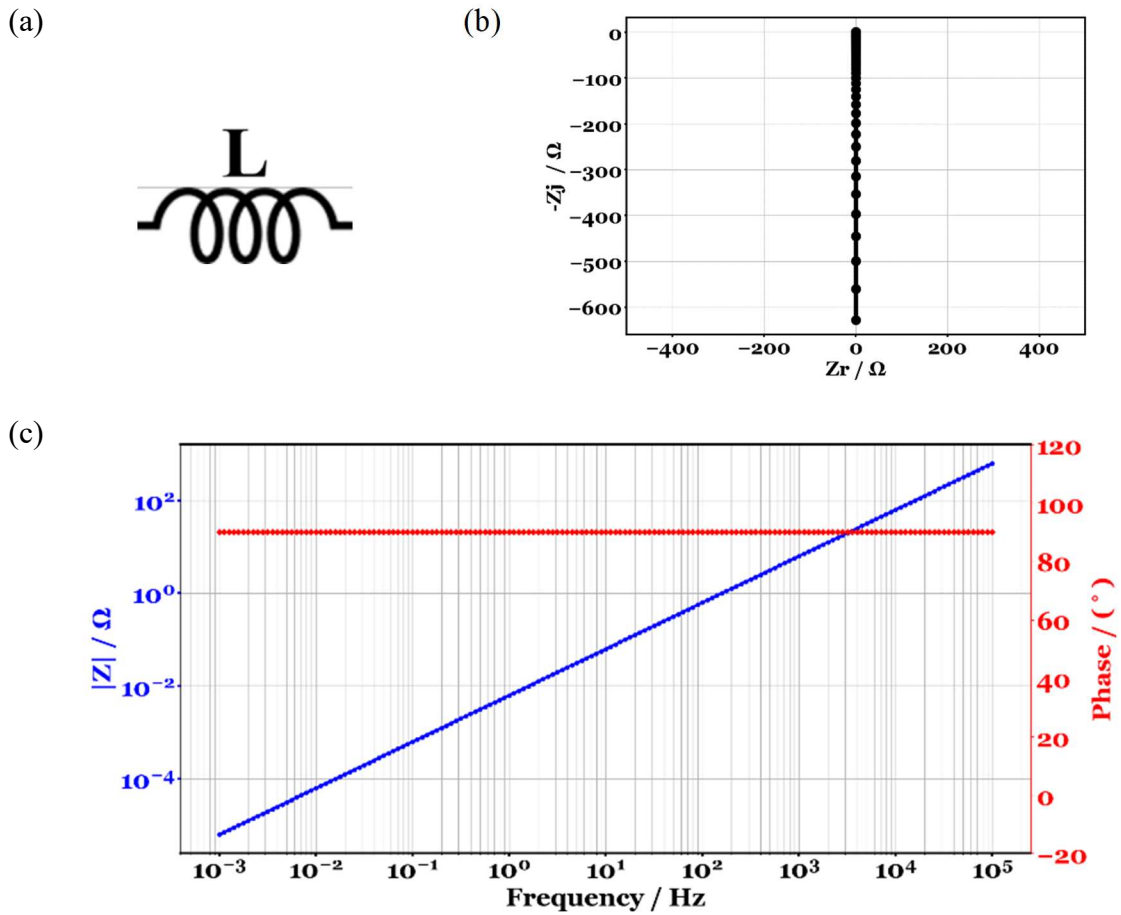 (a)
(b)
L
0
−100
−200
−300
−400
−500
−600
-Zj / Ω
−400 −200 0 200 400
Zr / Ω
(c)
10² 10⁰ 10⁻² 10⁻⁴
|Z| / Ω
120
100
80
60
40
20
0
−20
Phase / ( ° )
10⁻³ 10⁻² 10⁻¹ 10⁰ 10¹ 10² 10³ 10⁴ 10⁵
Frequency / Hz